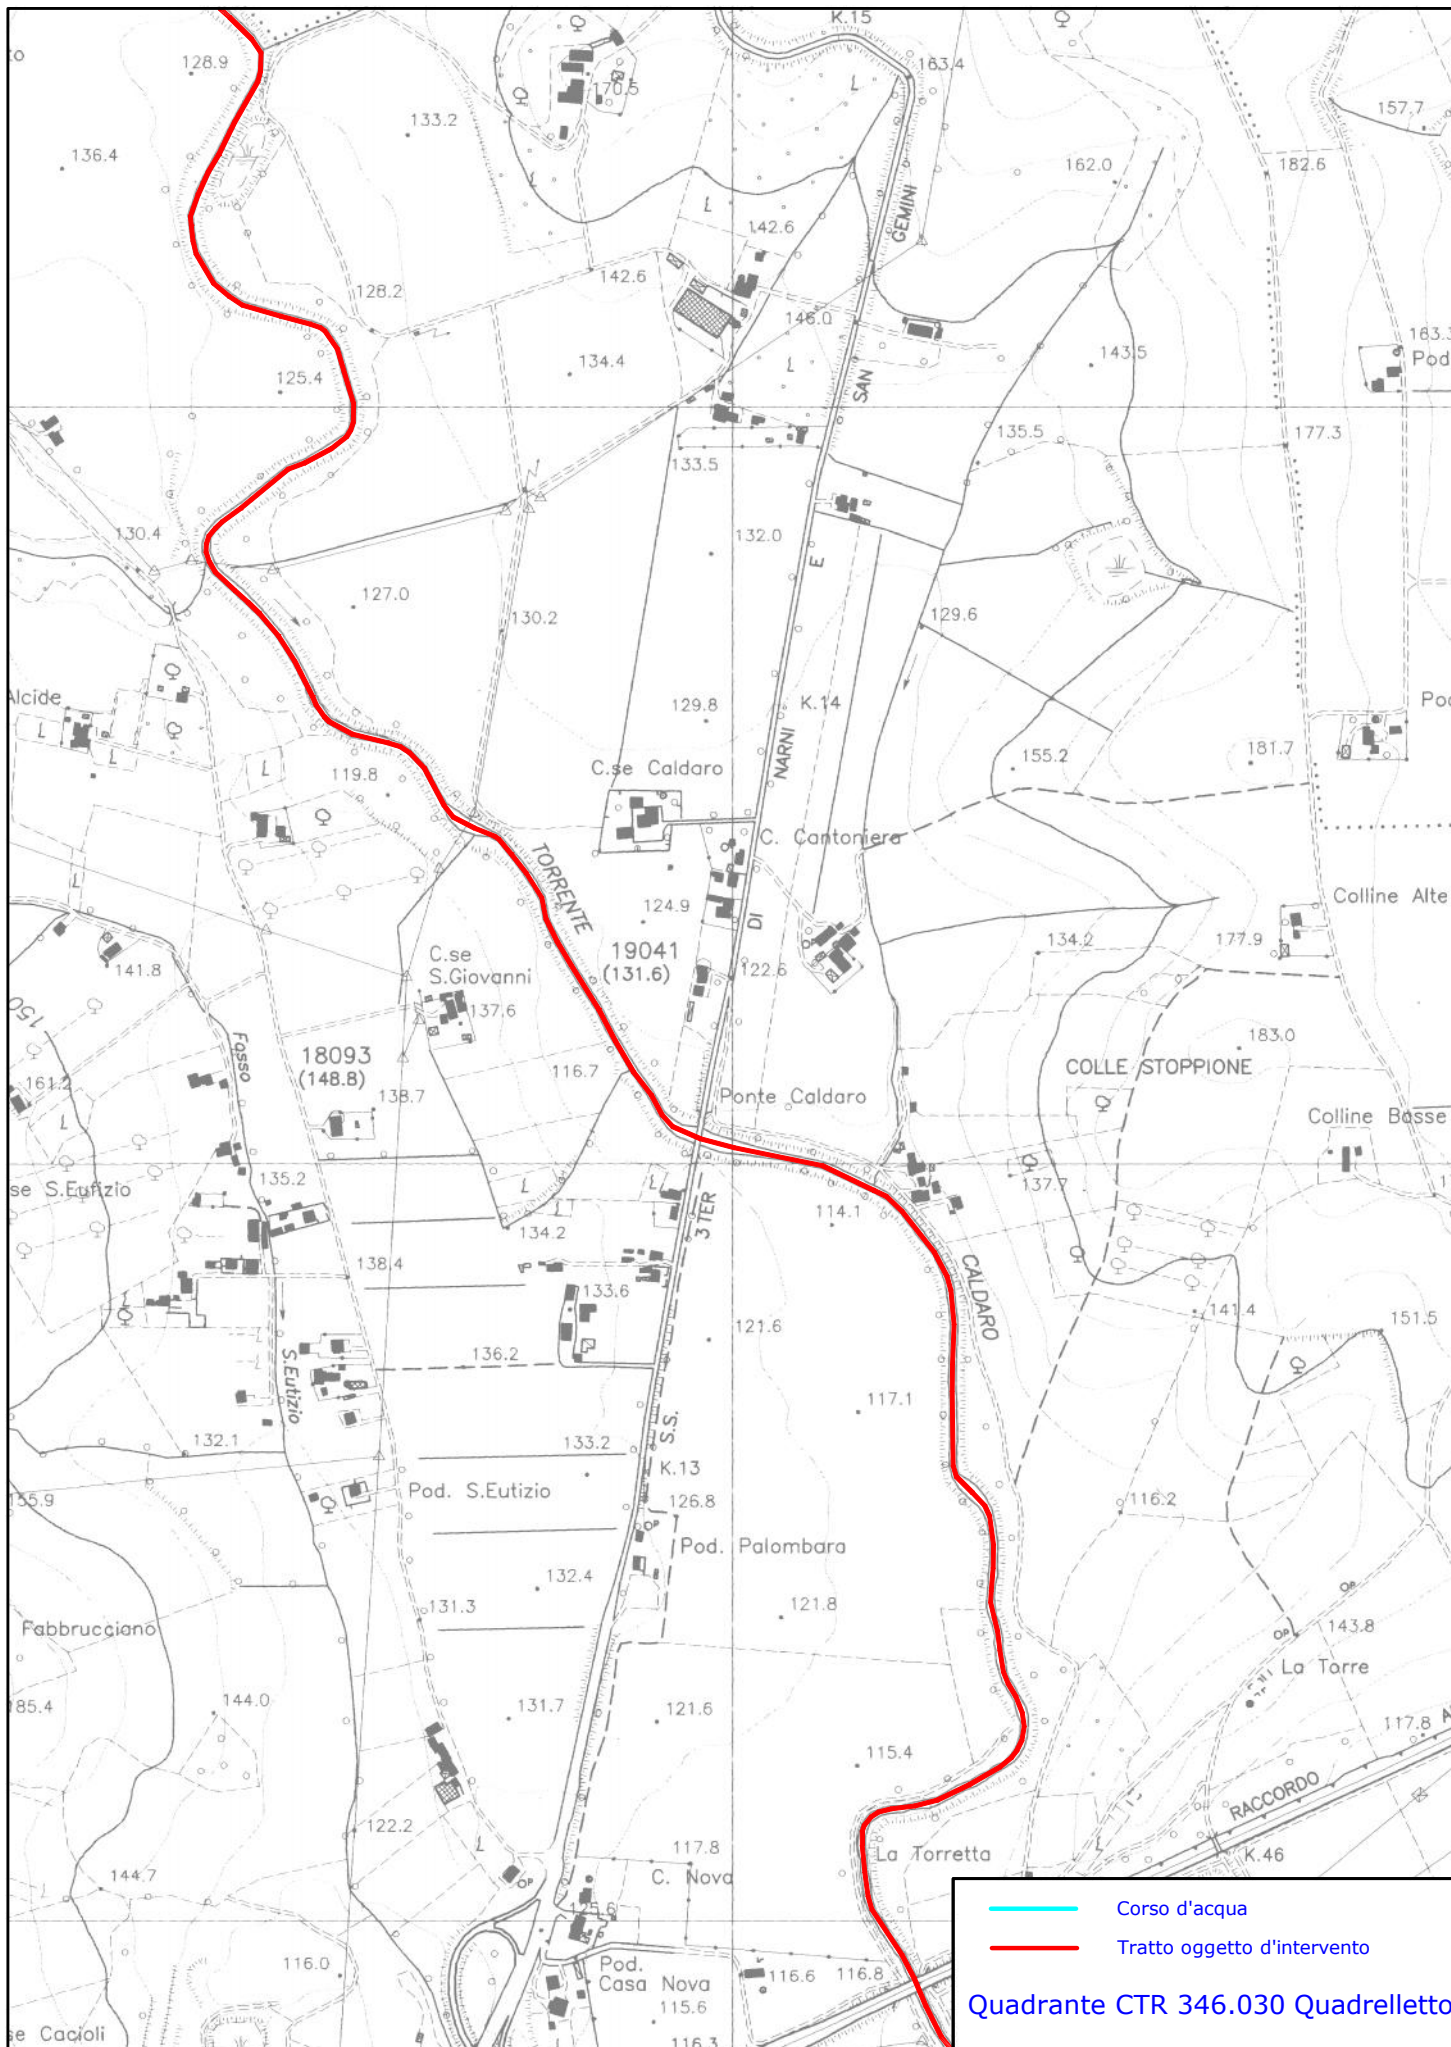 K.15
128.9
163.4
170.5
157.7
133.2
136.4
162.0
182.6
GEMINI
142.6
142.6
128.2
146.0
163.3
143.5
Pod
134.4
125.4
SAN
135.5
177.3
133.5
130.4
132.0
E
127.0
130.2
129.6
Alcide
129.8
K.14
Pod
NARNI
155.2
181.7
119.8
C.se Caldaro
C. Cantoniera
TORRENTE
Colline Alte
124.9
DI
19041
(131.6)
134.2
177.9
C.se
S.Giovanni
141.8
122.6
137.6
150
Fosso
18093
(148.8)
183.0
COLLE STOPPIONE
116.7
161.2
138.7
Ponte Caldaro
Colline Basse
135.2
137.7
se S.Eutizio
3 TER
114.1
134.2
138.4
CALDARO
133.6
141.4
151.5
121.6
136.2
S.Eutizio
117.1
132.1
133.2
S.S.
K.13
Pod. S.Eutizio
116.2
155.9
126.8
Pod. Palombara
132.4
131.3
121.8
143.8
Fabbrucciano
La Torre
185.4
144.0
131.7
121.6
117.8
115.4
RACCORDO
122.2
117.8
La Torretta
K.46
144.7
C. Nova
125.6
Corso d'acqua
Tratto oggetto d'intervento
116.0
Pod.
Casa Nova
116.6
116.8
Quadrante CTR 346.030 Quadrelletto
115.6
se Cacioli
116.3